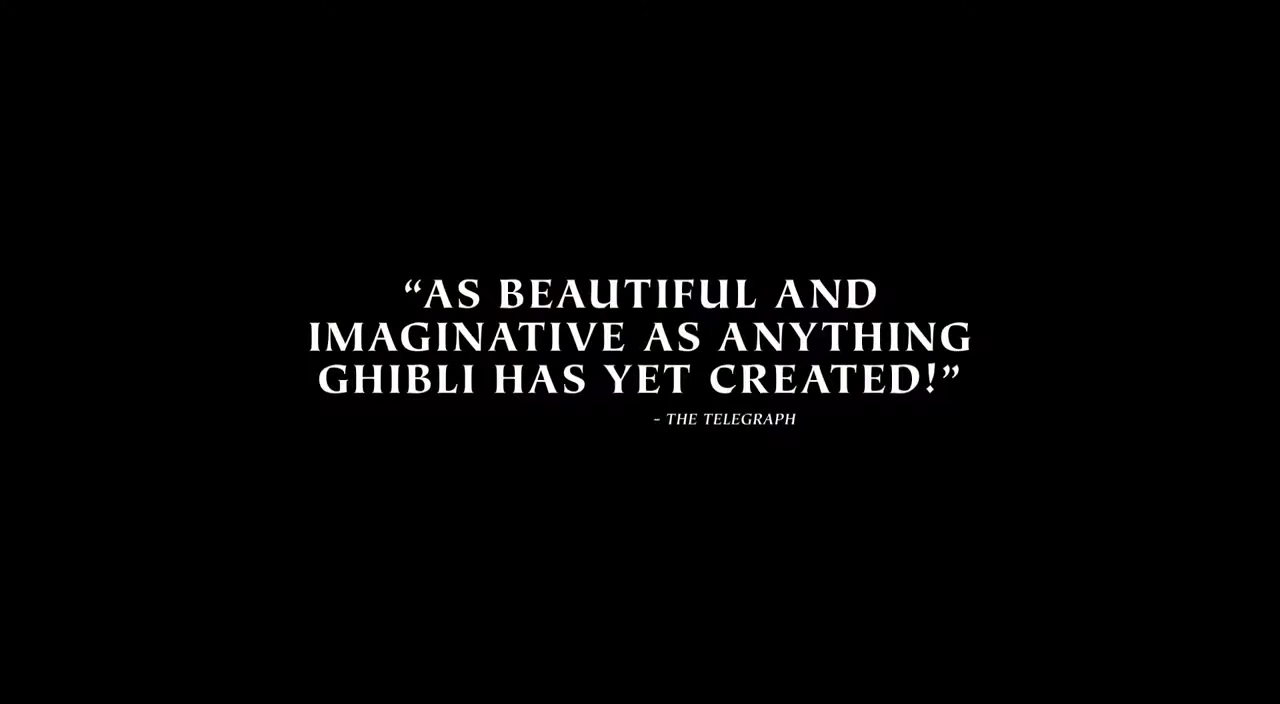 “AS BEAUTIFUL AND
IMAGINATIVE AS ANYTHING
GHIBLI HAS YET CREATED!”
– THE TELEGRAPH